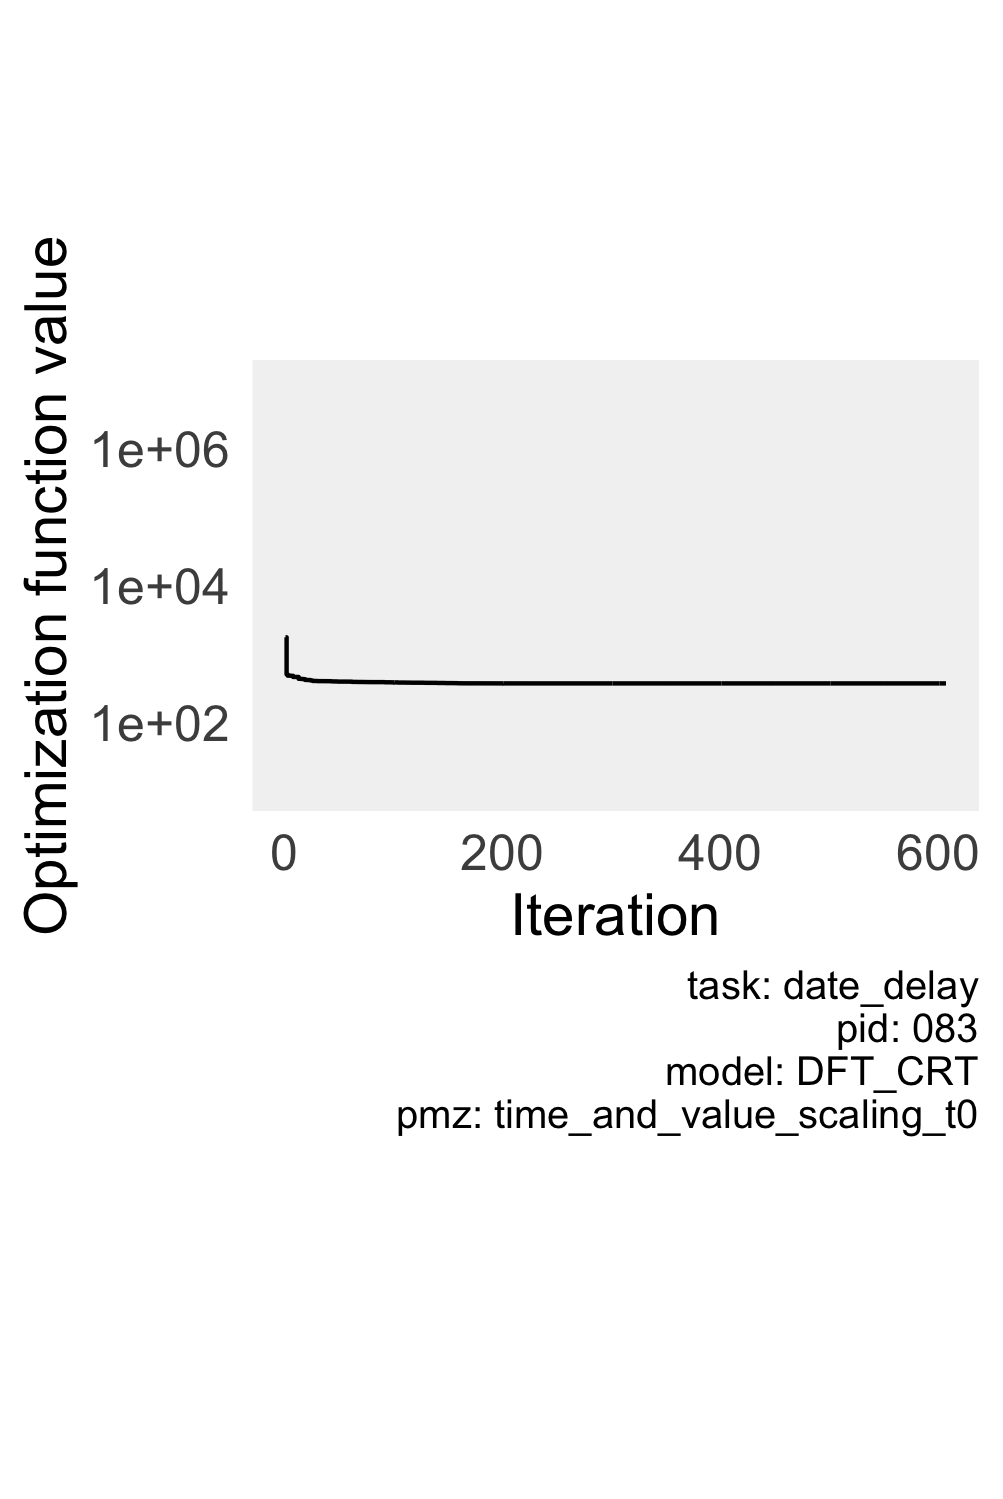 Optimization function value
1e+06
1e+04
1e+02
0 200 400 600
Iteration
task: date_delay
pid: 083
model: DFT_CRT
pmz: time_and_value_scaling_t0